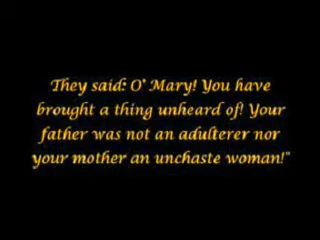 They said: O' Mary! You have
brought a thing unheard of! Your
father was not an adulterer nor
your mother an unchaste woman!"